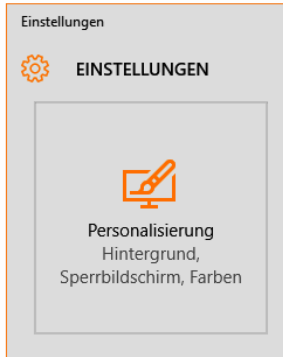 Einstellungen
EINSTELLUNGEN
Personalisierung
Hintergrund,
Sperrbildschirm, Farben